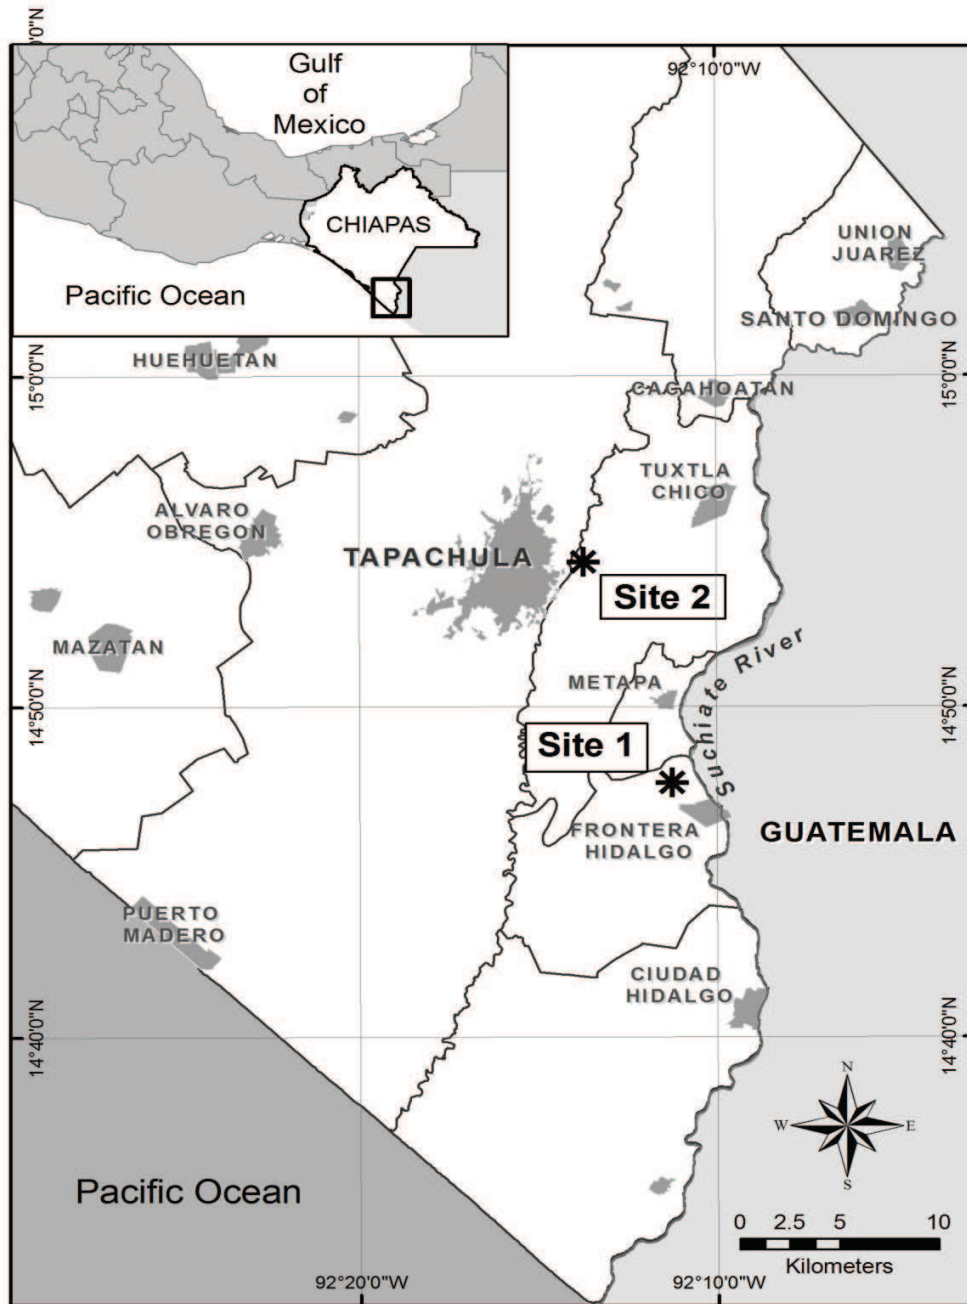 Gulf
of
Mexico
CHIAPAS
Pacific Ocean
0'0"N
92°10'0"W
UNION
JUAREZ
SANTO DOMINGO
HUEHUETAN
15°0'0"N
15°0'0"N
CACAHOATAN
TUXTLA
CHICO
ALVARO
OBREGON
TAPACHULA
Site 2
MAZATAN
METAPA
Suchiate River
14°50'0"N
14°50'0"N
Site 1
FRONTERA
HIDALGO
GUATEMALA
PUERTO
MADERO
CIUDAD
HIDALGO
14°40'0"N
14°40'0"N
N
W
E
S
Pacific Ocean
0 2.5 5 10
Kilometers
92°20'0"W
92°10'0"W